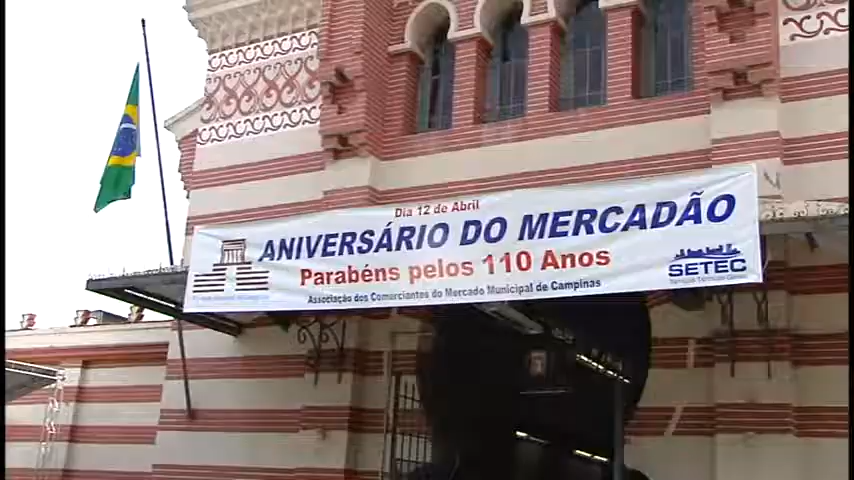 Dia 12 de Abril
ANIVERSÁRIO DO MERCADÃO
Parabéns pelos 110 Anos
Associação dos Comerciantes do Mercado Municipal de Campinas
SETEC